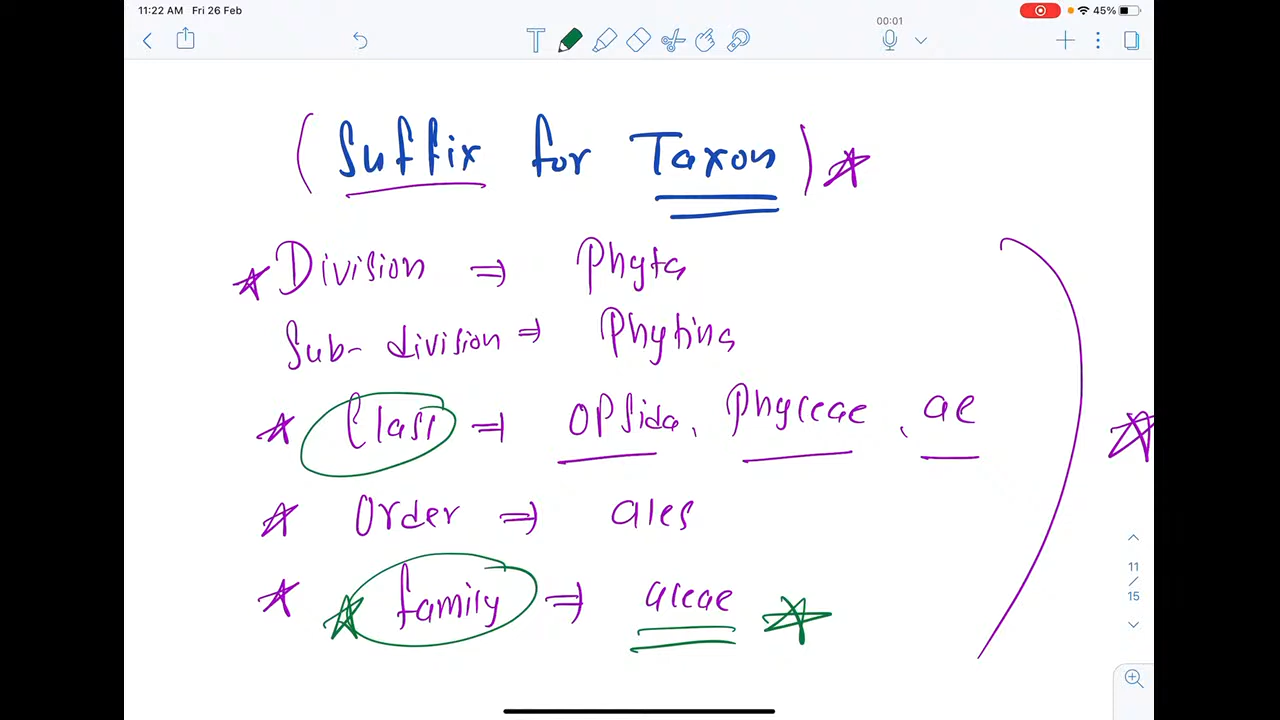 11:22 AM Fri 26 Feb
45%
00:01
T
(Suffix for Taxon)
Division ⇒ Phyta
Sub-division ⇒ Phytina
Class ⇒ OPSida, Phyceae, ae
Order ⇒ ales
family ⇒ aceae
11
/
15